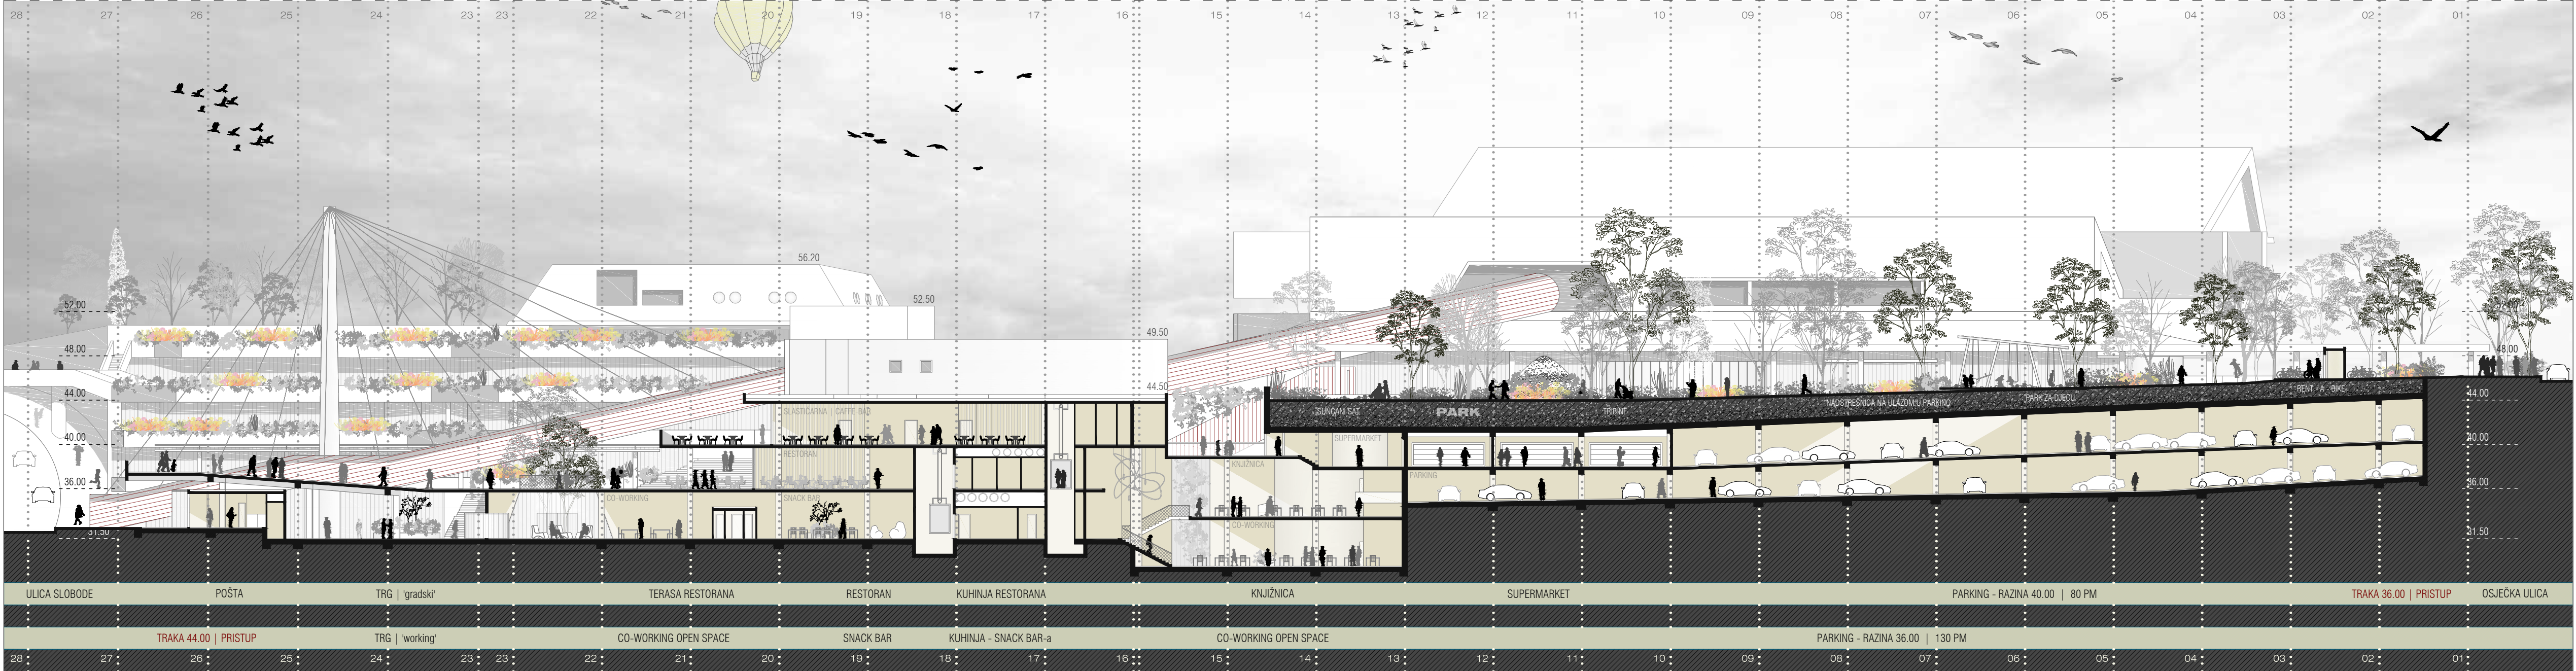 28 27 26 25 24 23 23 22 21 20 19 18 17 16 15 14 13 12 11 10 09 08 07 06 05 04 03 02 01
56.20
52.50
52.00
49.50
48.00 48.00
44.50
44.00 44.00
SLASTIČARNA | CAFFE-BAR
SUNČANI SAT PARK TRIBINE NADSTREŠNICA NA ULAZOM U PARKING PARK ZA DJECU RENT - A - BIKE
40.00 40.00
SUPERMARKET
RESTORAN
KNJIŽNICA
PARKING
36.00 36.00
CO-WORKING SNACK BAR
CO-WORKING
31.50 31.50
ULICA SLOBODE POŠTA TRG | 'gradski' TERASA RESTORANA RESTORAN KUHINJA RESTORANA KNJIŽNICA SUPERMARKET PARKING - RAZINA 40.00 | 80 PM TRAKA 36.00 | PRISTUP OSJEČKA ULICA
TRAKA 44.00 | PRISTUP TRG | 'working' CO-WORKING OPEN SPACE SNACK BAR KUHINJA - SNACK BAR-a CO-WORKING OPEN SPACE PARKING - RAZINA 36.00 | 130 PM
28 27 26 25 24 23 23 22 21 20 19 18 17 16 15 14 13 12 11 10 09 08 07 06 05 04 03 02 01